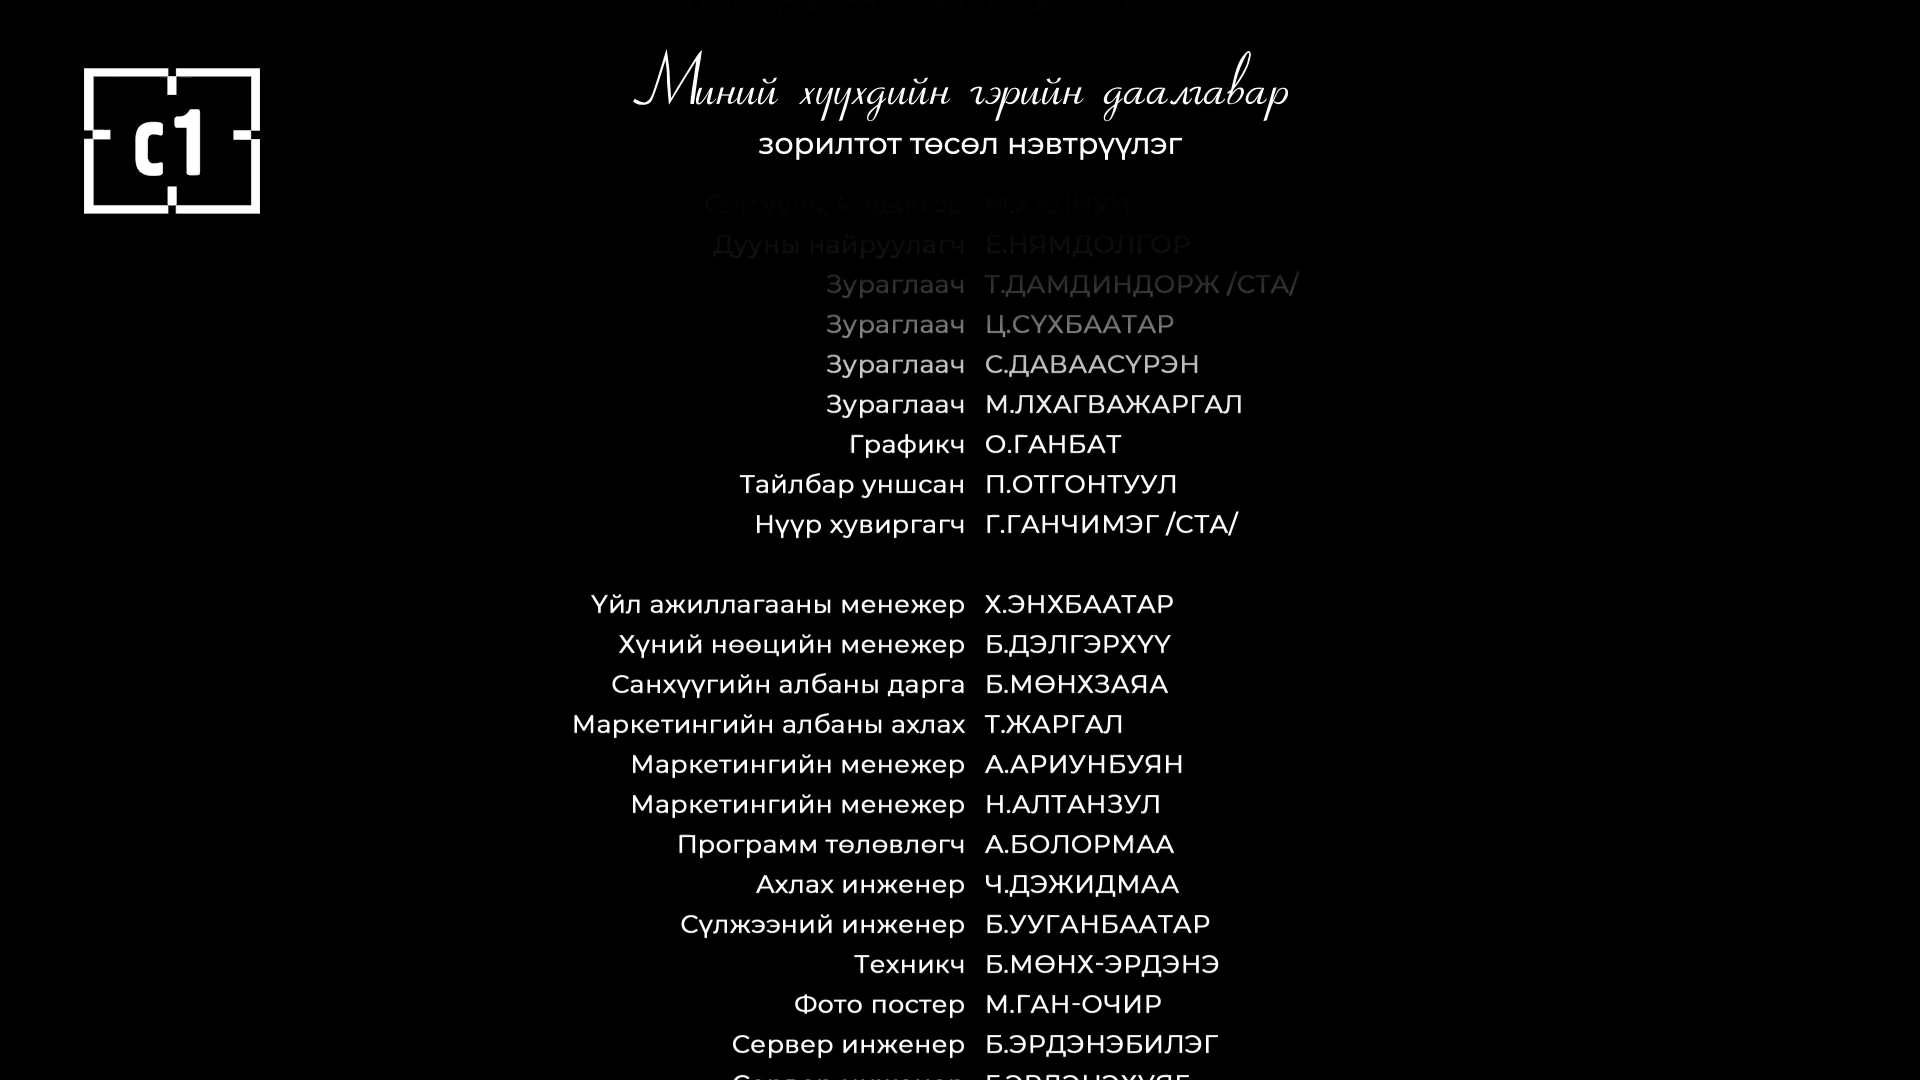 c1
Миний хүүхдийн гэрийн даалгавар
зорилтот төсөл нэвтрүүлэг
Сэтгүүлч, Редактор М.ХАЛИУН
Дууны найруулагч Ё.НЯМДОЛГОР
Зураглаач Т.ДАМДИНДОРЖ /СТА/
Зураглаач Ц.СҮХБААТАР
Зураглаач С.ДАВААСҮРЭН
Зураглаач М.ЛХАГВАЖАРГАЛ
Графикч О.ГАНБАТ
Тайлбар уншсан П.ОТГОНТУУЛ
Нүүр хувиргагч Г.ГАНЧИМЭГ /СТА/
Үйл ажиллагааны менежер Х.ЭНХБААТАР
Хүний нөөцийн менежер Б.ДЭЛГЭРХҮҮ
Санхүүгийн албаны дарга Б.МӨНХЗАЯА
Маркетингийн албаны ахлах Т.ЖАРГАЛ
Маркетингийн менежер А.АРИУНБУЯН
Маркетингийн менежер Н.АЛТАНЗУЛ
Программ төлөвлөгч А.БОЛОРМАА
Ахлах инженер Ч.ДЭЖИДМАА
Сүлжээний инженер Б.УУГАНБААТАР
Техникч Б.МӨНХ-ЭРДЭНЭ
Фото постер М.ГАН-ОЧИР
Сервер инженер Б.ЭРДЭНЭБИЛЭГ